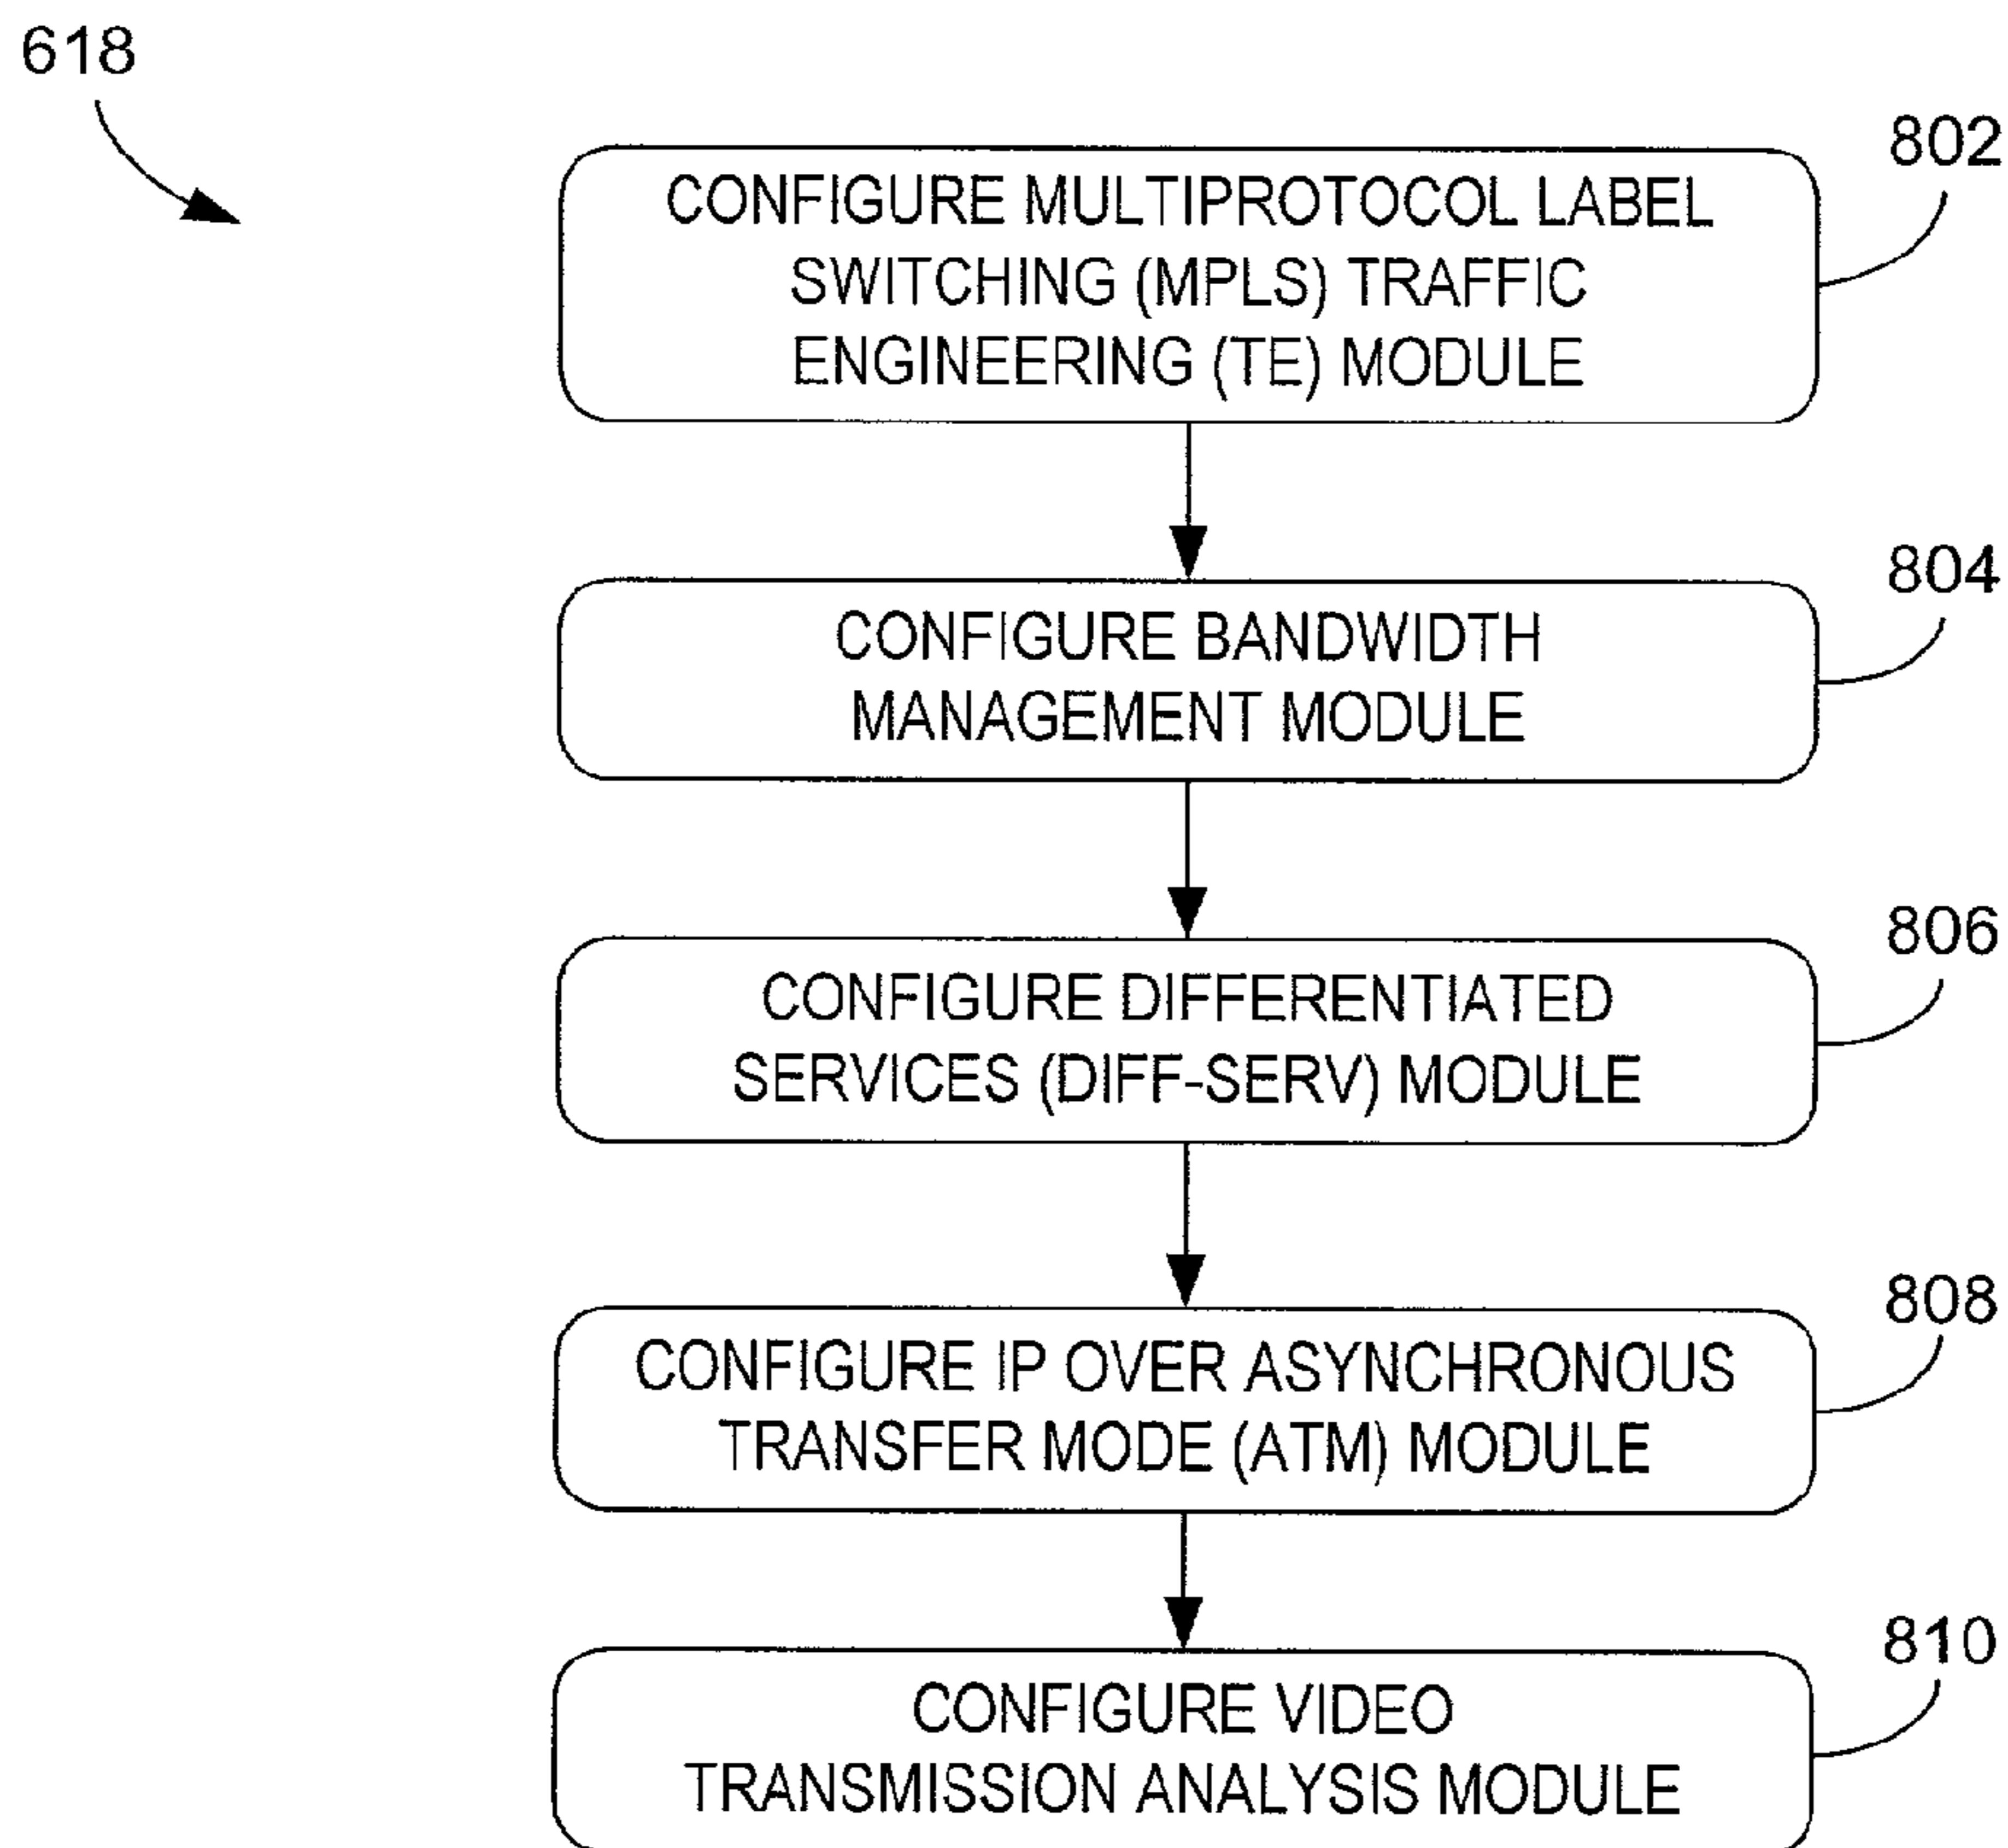 618
802
CONFIGURE MULTIPROTOCOL LABEL
SWITCHING (MPLS) TRAFFIC
ENGINEERING (TE) MODULE
804
CONFIGURE BANDWIDTH
MANAGEMENT MODULE
806
CONFIGURE DIFFERENTIATED
SERVICES (DIFF-SERV) MODULE
808
CONFIGURE IP OVER ASYNCHRONOUS
TRANSFER MODE (ATM) MODULE
810
CONFIGURE VIDEO
TRANSMISSION ANALYSIS MODULE